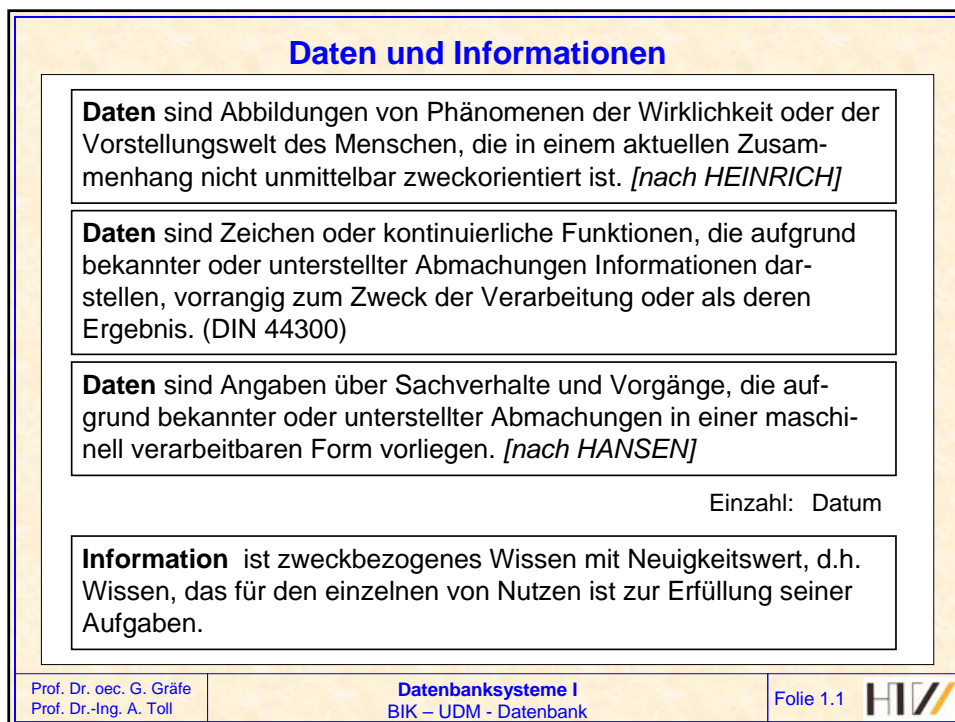 Daten und Informationen
Daten sind Abbildungen von Phänomenen der Wirklichkeit oder der
Vorstellungswelt des Menschen, die in einem aktuellen Zusam-
menhang nicht unmittelbar zweckorientiert ist. [nach HEINRICH]
Daten sind Zeichen oder kontinuierliche Funktionen, die aufgrund
bekannter oder unterstellter Abmachungen Informationen dar-
stellen, vorrangig zum Zweck der Verarbeitung oder als deren
Ergebnis. (DIN 44300)
Daten sind Angaben über Sachverhalte und Vorgänge, die auf-
grund bekannter oder unterstellter Abmachungen in einer maschi-
nell verarbeitbaren Form vorliegen. [nach HANSEN]
Einzahl: Datum
Information ist zweckbezogenes Wissen mit Neuigkeitswert, d.h.
Wissen, das für den einzelnen von Nutzen ist zur Erfüllung seiner
Aufgaben.
Prof. Dr. oec. G. Gräfe
Prof. Dr.-Ing. A. Toll
Datenbanksysteme I
BIK – UDM - Datenbank
Folie 1.1
HTW